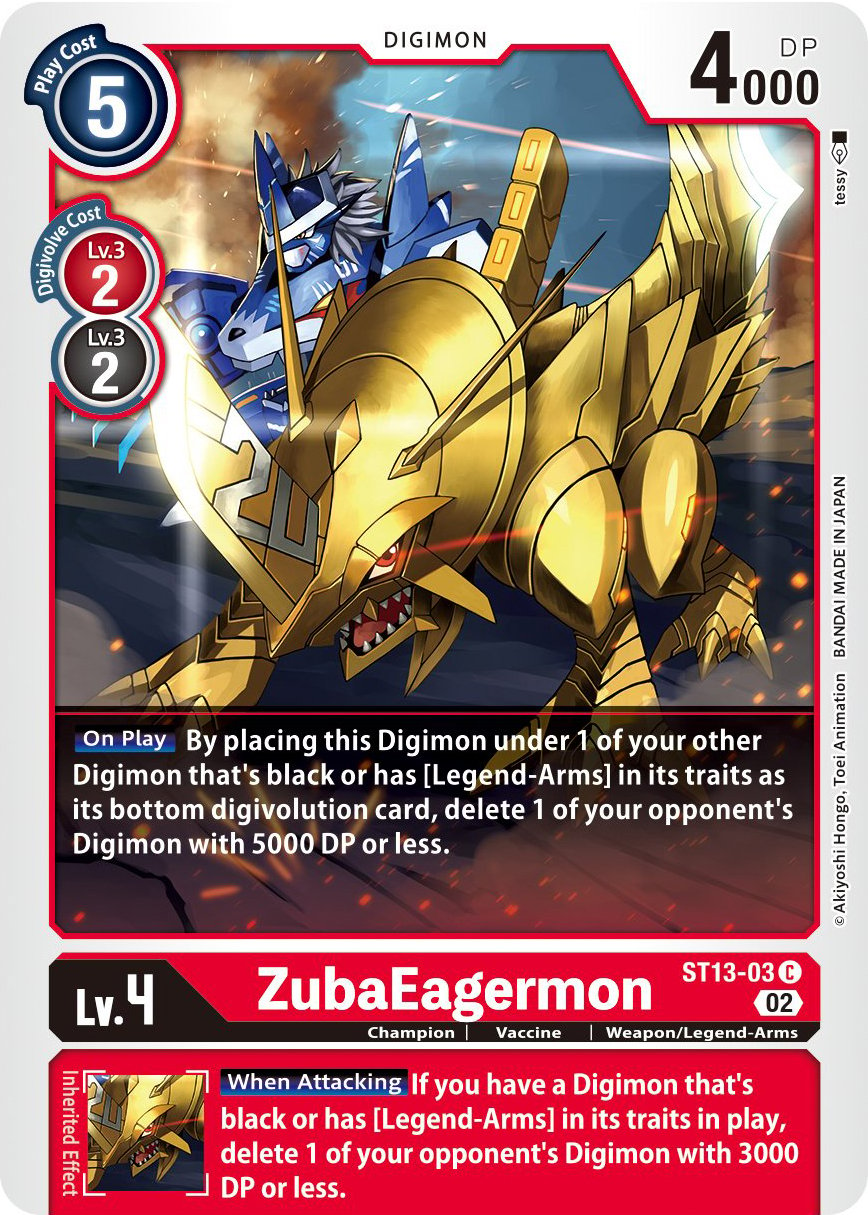 DIGIMON
Play Cost
5
DP
4000
tessy
Digivolve Cost
Lv.3
2
Lv.3
2
BANDAI MADE IN JAPAN
© Akiyoshi Hongo, Toei Animation
On Play By placing this Digimon under 1 of your other
Digimon that's black or has [Legend-Arms] in its traits as
its bottom digivolution card, delete 1 of your opponent's
Digimon with 5000 DP or less.
Lv.4
ZubaEagermon
ST13-03 C
02
Champion | Vaccine | Weapon/Legend-Arms
Inherited Effect
When Attacking If you have a Digimon that's
black or has [Legend-Arms] in its traits in play,
delete 1 of your opponent's Digimon with 3000
DP or less.